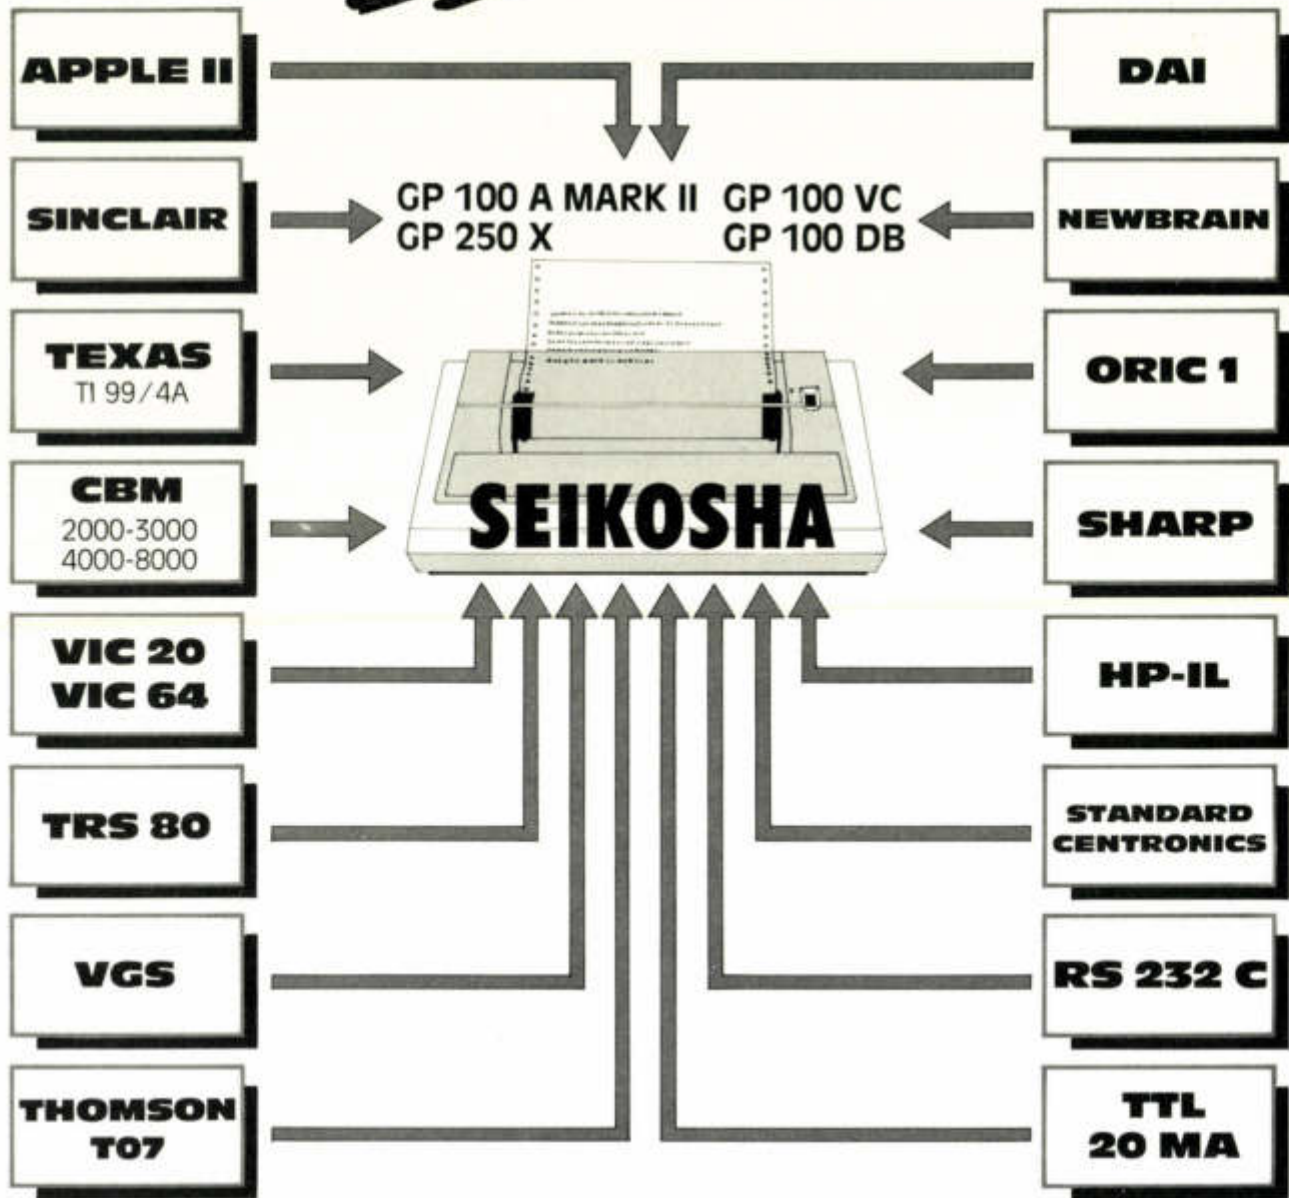 APPLE II
DAI
SINCLAIR
GP 100 A MARK II GP 100 VC
GP 250 X GP 100 DB
NEWBRAIN
TEXAS
TI 99/4A
ORIC 1
CBM
2000-3000
4000-8000
SEIKOSHA
SHARP
VIC 20
VIC 64
HP-IL
TRS 80
STANDARD
CENTRONICS
VGS
RS 232 C
THOMSON
T07
TTL
20 MA